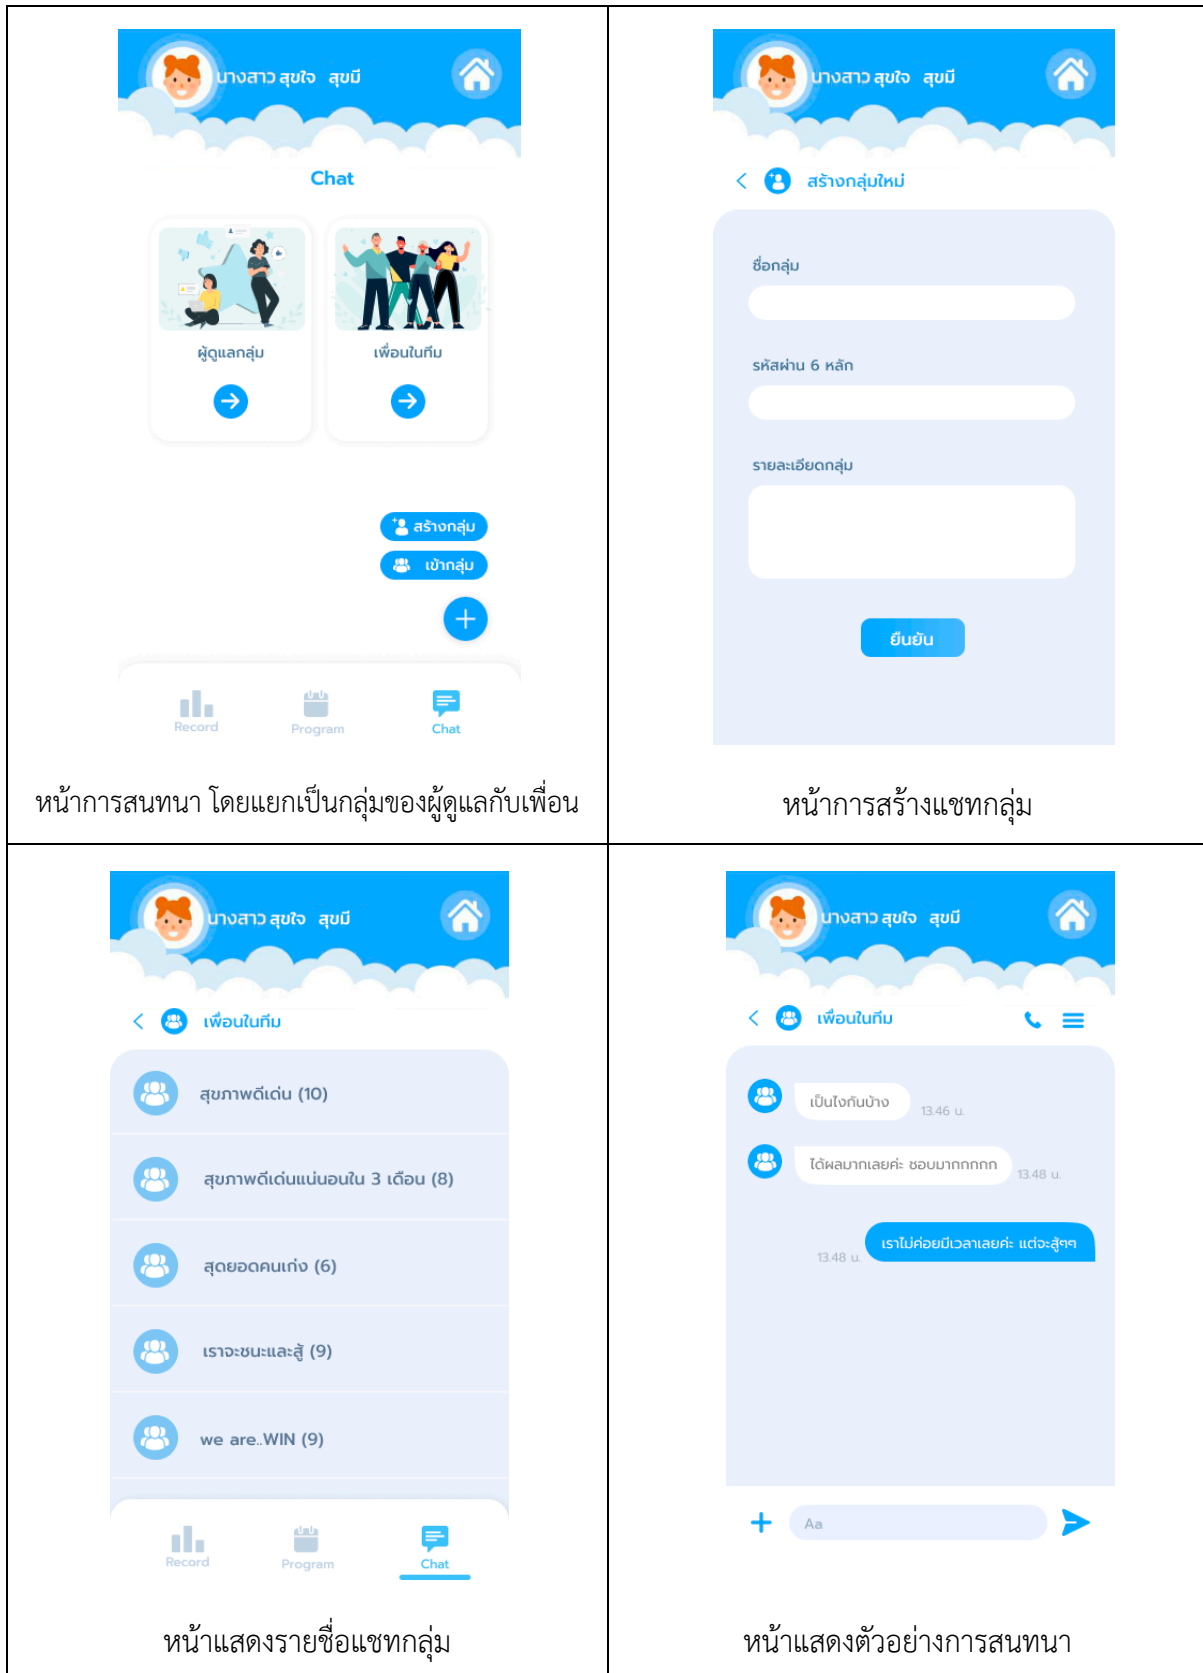 นางสาว สุขใจ สุขมี
Chat
ผู้ดูแลกลุ่ม
เพื่อนในทีม
สร้างกลุ่ม
เข้ากลุ่ม
Record
Program
Chat
หน้าการสนทนา โดยแยกเป็นกลุ่มของผู้ดูแลกับเพื่อน
นางสาว สุขใจ สุขมี
สร้างกลุ่มใหม่
ชื่อกลุ่ม
รหัสผ่าน 6 หลัก
รายละเอียดกลุ่ม
ยืนยัน
หน้าการสร้างแชทกลุ่ม
นางสาว สุขใจ สุขมี
เพื่อนในทีม
สุขภาพดีเด่น (10)
สุขภาพดีเด่นแน่นอนใน 3 เดือน (8)
สุดยอดคนเก่ง (6)
เราจะชนะและสู้ (9)
we are..WIN (9)
Record
Program
Chat
หน้าแสดงรายชื่อแชทกลุ่ม
นางสาว สุขใจ สุขมี
เพื่อนในทีม
เป็นไงกันบ้าง
13.46 น.
ได้ผลมากเลยค่ะ ชอบมากกกกก
13.48 น.
เราไม่ค่อยมีเวลาเลยค่ะ แต่จะสู้ๆๆ
13.48 น.
Aa
หน้าแสดงตัวอย่างการสนทนา